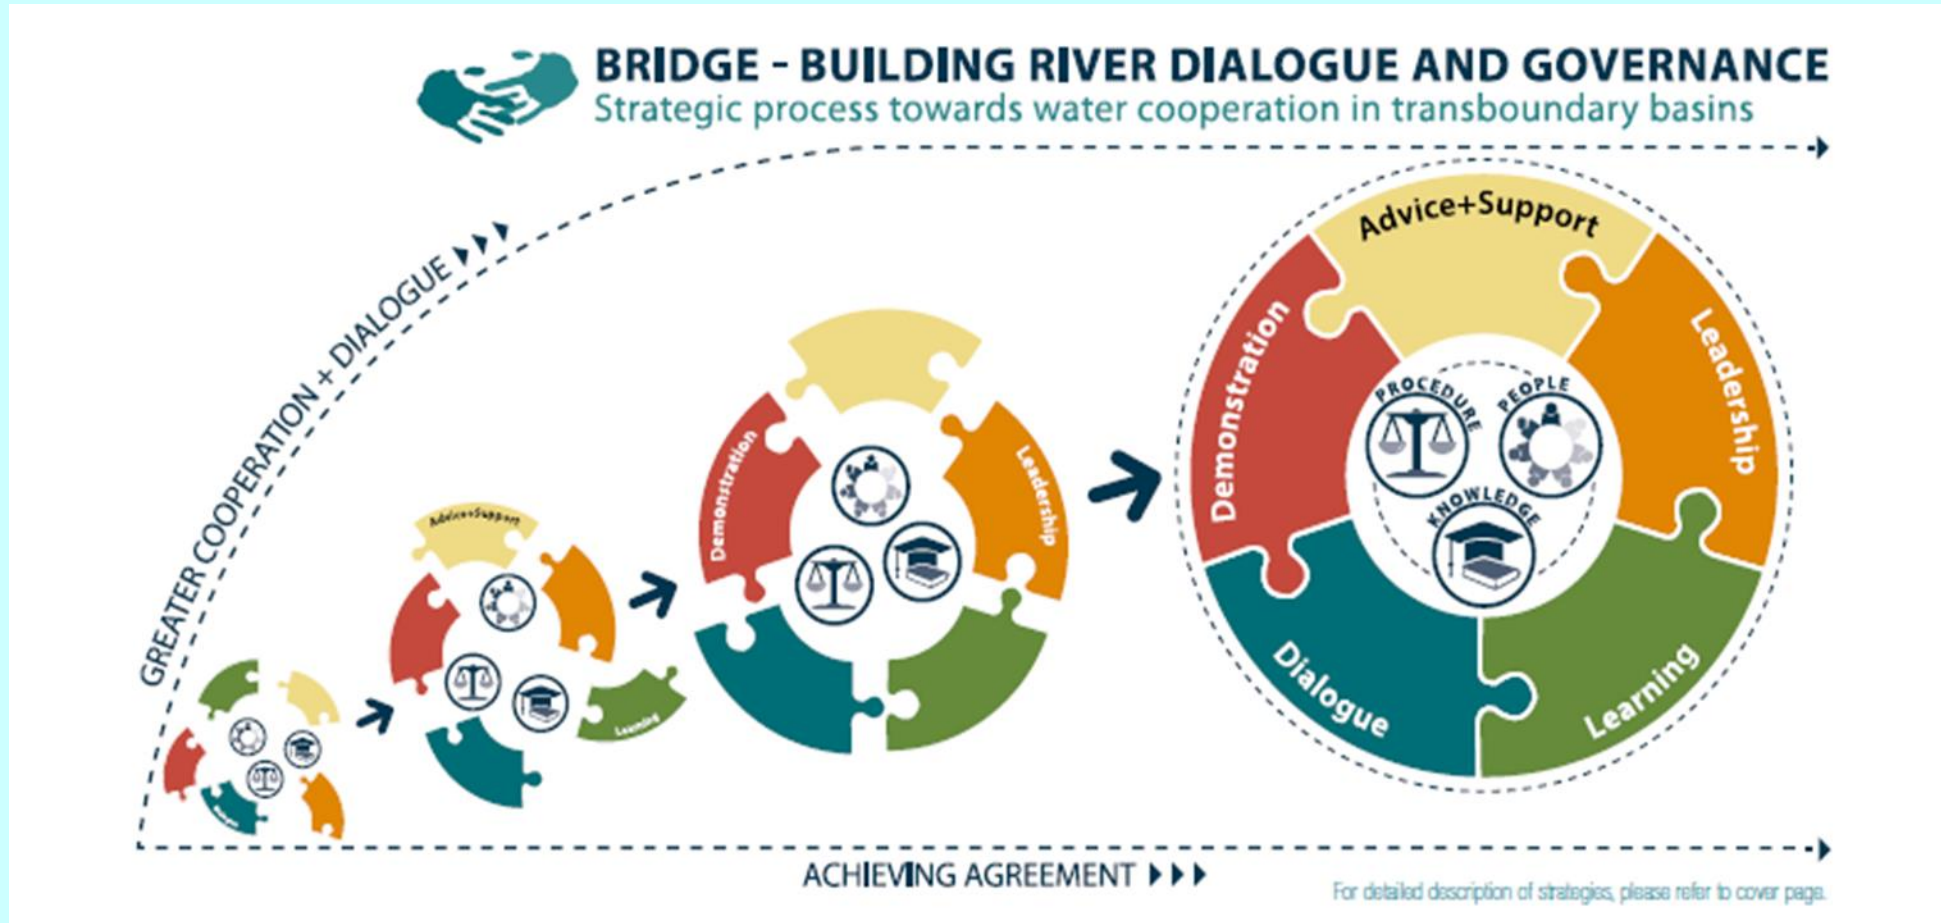 BRIDGE - BUILDING RIVER DIALOGUE AND GOVERNANCE
Strategic process towards water cooperation in transboundary basins
GREATER COOPERATION + DIALOGUE
Advice+Support
Learning
Demonstration
Leadership
Advice+Support
Demonstration
Leadership
Dialogue
Learning
PROCEDURE
PEOPLE
KNOWLEDGE
ACHIEVING AGREEMENT
For detailed description of strategies, please refer to cover page.